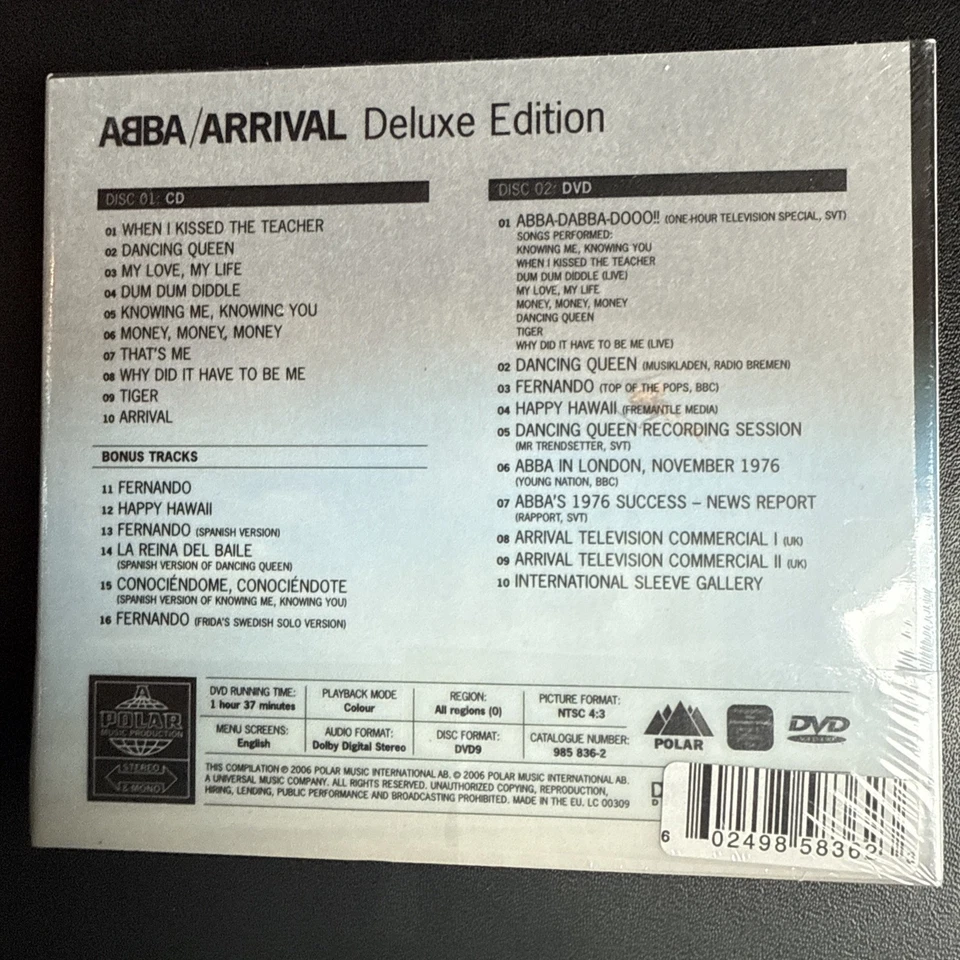 ABBA/ARRIVAL Deluxe Edition
DISC 01: CD
01 WHEN I KISSED THE TEACHER
02 DANCING QUEEN
03 MY LOVE, MY LIFE
04 DUM DUM DIDDLE
05 KNOWING ME, KNOWING YOU
06 MONEY, MONEY, MONEY
07 THAT'S ME
08 WHY DID IT HAVE TO BE ME
09 TIGER
10 ARRIVAL
BONUS TRACKS
11 FERNANDO
12 HAPPY HAWAII
13 FERNANDO (SPANISH VERSION)
14 LA REINA DEL BAILE
(SPANISH VERSION OF DANCING QUEEN)
15 CONOCIÉNDOME, CONOCIÉNDOTE
(SPANISH VERSION OF KNOWING ME, KNOWING YOU)
16 FERNANDO (FRIDA'S SWEDISH SOLO VERSION)
DISC 02: DVD
01 ABBA-DABBA-DOOO!! (ONE-HOUR TELEVISION SPECIAL, SVT)
SONGS PERFORMED:
KNOWING ME, KNOWING YOU
WHEN I KISSED THE TEACHER
DUM DUM DIDDLE (LIVE)
MY LOVE, MY LIFE
MONEY, MONEY, MONEY
DANCING QUEEN
TIGER
WHY DID IT HAVE TO BE ME (LIVE)
02 DANCING QUEEN (MUSIKLADEN, RADIO BREMEN)
03 FERNANDO (TOP OF THE POPS, BBC)
04 HAPPY HAWAII (FREMANTLE MEDIA)
05 DANCING QUEEN RECORDING SESSION
(MR TRENDSETTER, SVT)
06 ABBA IN LONDON, NOVEMBER 1976
(YOUNG NATION, BBC)
07 ABBA'S 1976 SUCCESS – NEWS REPORT
(RAPPORT, SVT)
08 ARRIVAL TELEVISION COMMERCIAL I (UK)
09 ARRIVAL TELEVISION COMMERCIAL II (UK)
10 INTERNATIONAL SLEEVE GALLERY
POLAR
MUSIC PRODUCTION
STEREO
& MONO
DVD RUNNING TIME:
1 hour 37 minutes
PLAYBACK MODE
Colour
REGION:
All regions (0)
PICTURE FORMAT:
NTSC 4:3
MENU SCREENS:
English
AUDIO FORMAT:
Dolby Digital Stereo
DISC FORMAT:
DVD9
CATALOGUE NUMBER:
985 836-2
POLAR
DVD
THIS COMPILATION ℗ 2006 POLAR MUSIC INTERNATIONAL AB. © 2006 POLAR MUSIC INTERNATIONAL AB.
A UNIVERSAL MUSIC COMPANY. ALL RIGHTS RESERVED. UNAUTHORIZED COPYING, REPRODUCTION,
HIRING, LENDING, PUBLIC PERFORMANCE AND BROADCASTING PROHIBITED. MADE IN THE EU. LC 00309
6 02498 58362